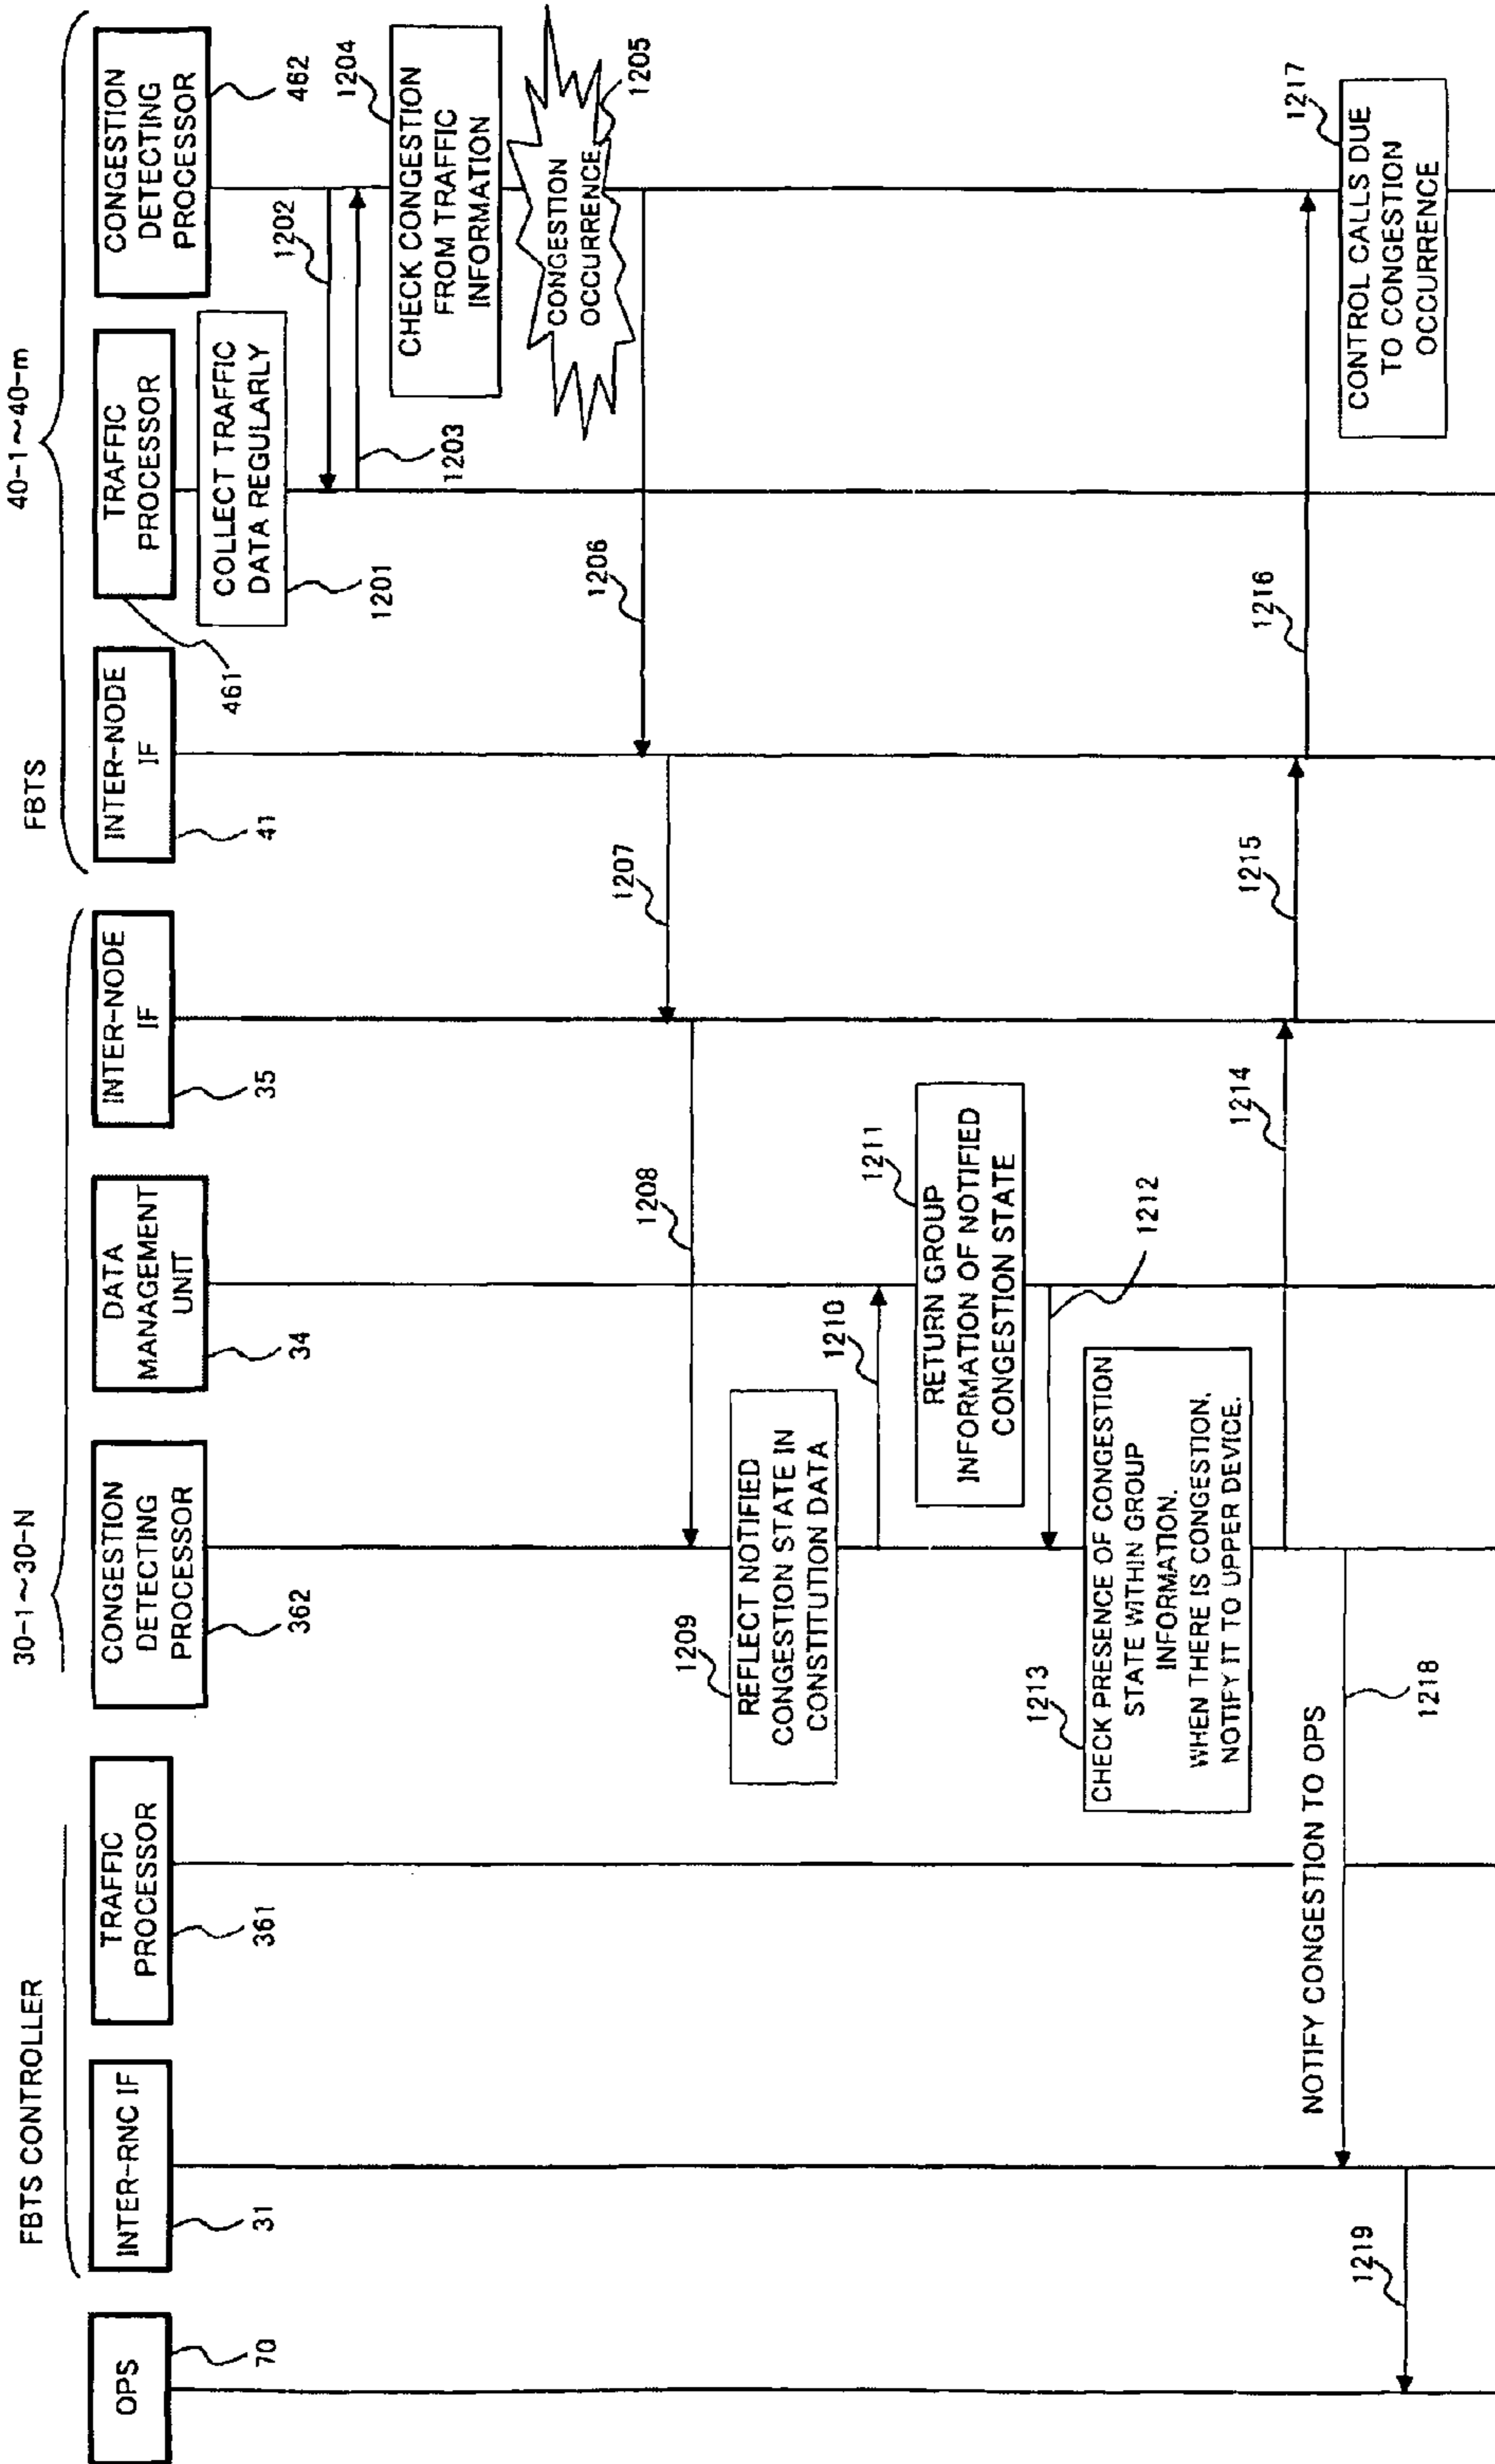 FBTS CONTROLLER
30-1~30-N
FBTS
40-1~40-m
OPS
70
INTER-RNC IF
31
TRAFFIC
PROCESSOR
361
CONGESTION
DETECTING
PROCESSOR
362
DATA
MANAGEMENT
UNIT
34
INTER-NODE
IF
35
INTER-NODE
IF
41
TRAFFIC
PROCESSOR
461
CONGESTION
DETECTING
PROCESSOR
462
COLLECT TRAFFIC
DATA REGULARLY
1201
1202
1203
1204
CHECK CONGESTION
FROM TRAFFIC
INFORMATION
CONGESTION
OCCURRENCE
1205
1206
1207
1208
1209
REFLECT NOTIFIED
CONGESTION STATE IN
CONSTITUTION DATA
1210
1211
RETURN GROUP
INFORMATION OF NOTIFIED
CONGESTION STATE
1212
1213
CHECK PRESENCE OF CONGESTION
STATE WITHIN GROUP
INFORMATION.
WHEN THERE IS CONGESTION,
NOTIFY IT TO UPPER DEVICE.
1214
1215
1216
1217
CONTROL CALLS DUE
TO CONGESTION
OCCURRENCE
NOTIFY CONGESTION TO OPS
1218
1219